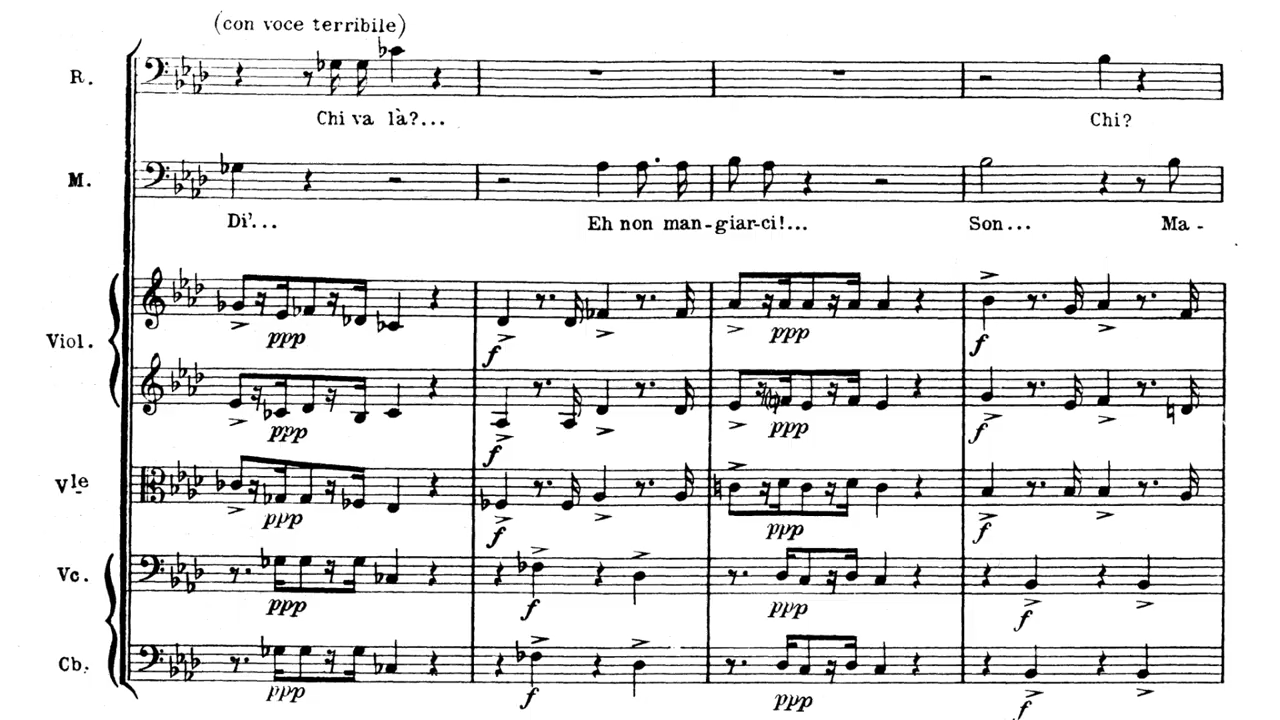 (con voce terribile)
R.
Chi va là?... Chi?
M.
Di'... Eh non man-giar-ci!... Son... Ma-
Viol.
ppp f ppp f
ppp f ppp f
Vle
ppp f ppp f
Vc.
ppp f ppp f
Cb.
ppp f ppp f